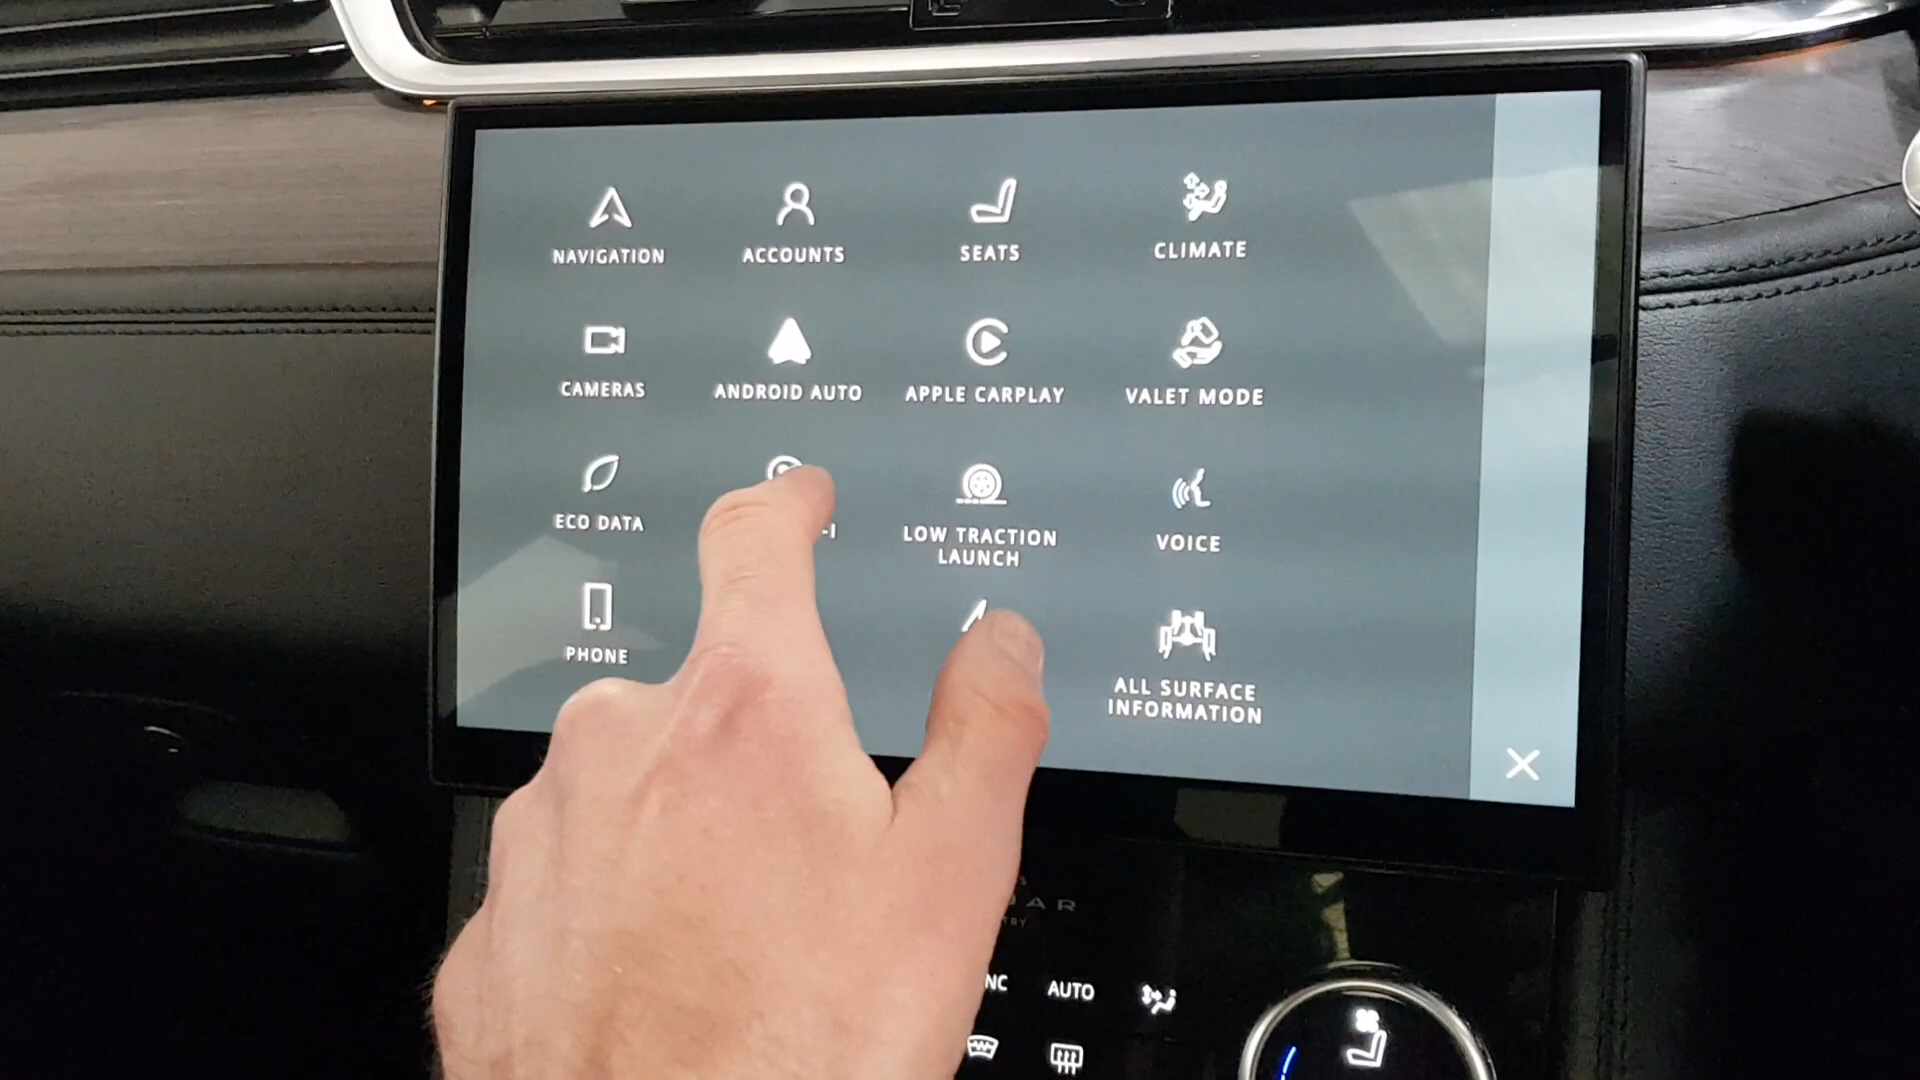 NAVIGATION
ACCOUNTS
SEATS
CLIMATE
CAMERAS
ANDROID AUTO
APPLE CARPLAY
VALET MODE
ECO DATA
LOW TRACTION
LAUNCH
VOICE
PHONE
ALL SURFACE
INFORMATION
AUTO